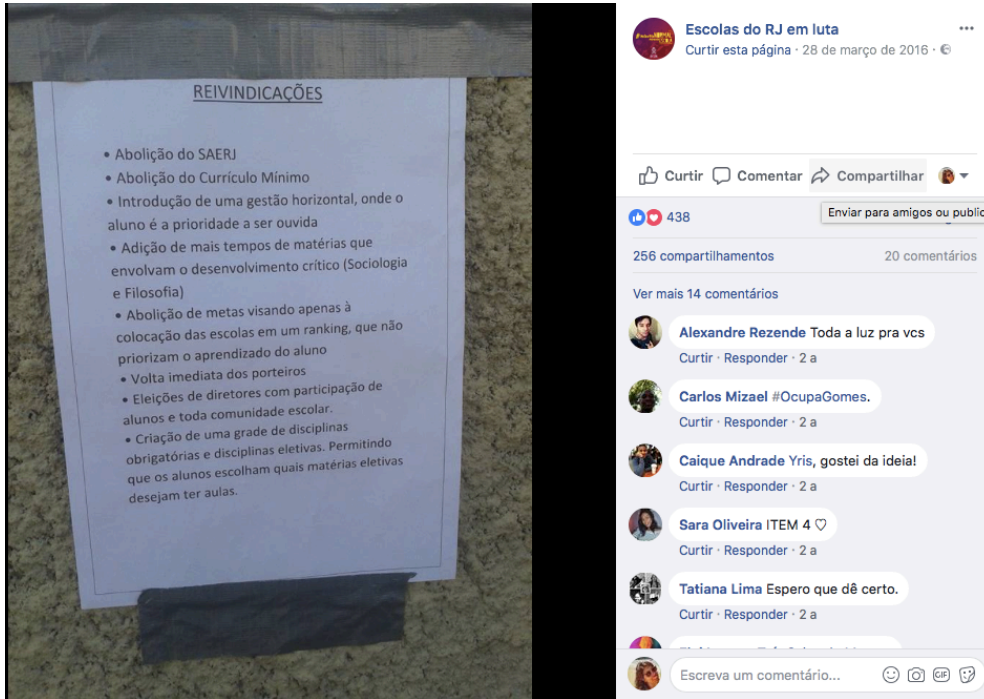 REIVINDICAÇÕES
• Abolição do SAERJ
• Abolição do Currículo Mínimo
• Introdução de uma gestão horizontal, onde o
aluno é a prioridade a ser ouvida
• Adição de mais tempos de matérias que
envolvam o desenvolvimento crítico (Sociologia
e Filosofia)
• Abolição de metas visando apenas à
colocação das escolas em um ranking, que não
priorizam o aprendizado do aluno
• Volta imediata dos porteiros
• Eleições de diretores com participação de
alunos e toda comunidade escolar.
• Criação de uma grade de disciplinas
obrigatórias e disciplinas eletivas. Permitindo
que os alunos escolham quais matérias eletivas
desejam ter aulas.
Escolas do RJ em luta
Curtir esta página · 28 de março de 2016 ·
Curtir Comentar Compartilhar
438
Enviar para amigos ou public
256 compartilhamentos 20 comentários
Ver mais 14 comentários
Alexandre Rezende Toda a luz pra vcs
Curtir · Responder · 2 a
Carlos Mizael #OcupaGomes.
Curtir · Responder · 2 a
Caique Andrade Yris, gostei da ideia!
Curtir · Responder · 2 a
Sara Oliveira ITEM 4 ♡
Curtir · Responder · 2 a
Tatiana Lima Espero que dê certo.
Curtir · Responder · 2 a
Escreva um comentário... GIF